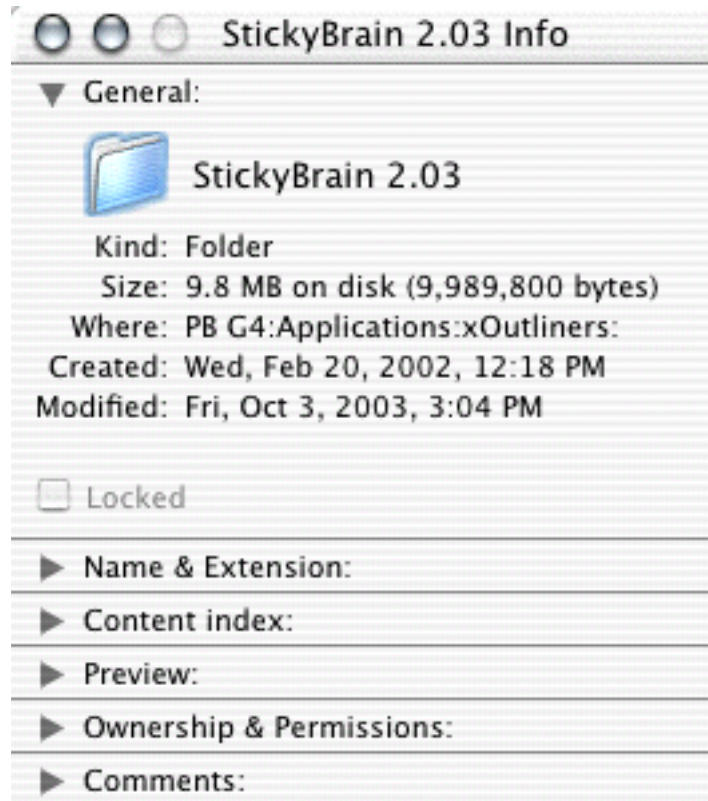 StickyBrain 2.03 Info
General:
StickyBrain 2.03
Kind: Folder
Size: 9.8 MB on disk (9,989,800 bytes)
Where: PB G4:Applications:xOutliners:
Created: Wed, Feb 20, 2002, 12:18 PM
Modified: Fri, Oct 3, 2003, 3:04 PM
Locked
Name & Extension:
Content index:
Preview:
Ownership & Permissions:
Comments: